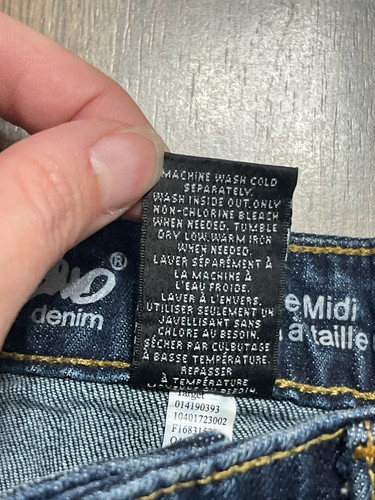 MACHINE WASH COLD
SEPARATELY.
WASH INSIDE OUT. ONLY
NON-CHLORINE BLEACH
WHEN NEEDED. TUMBLE
DRY LOW. WARM IRON
WHEN NEEDED.
LAVER SÉPARÉMENT À
LA MACHINE À
L'EAU FROIDE.
LAVER À L'ENVERS.
UTILISER SEULEMENT UN
JAVELLISANT SANS
CHLORE AU BESOIN.
SÉCHER PAR CULBUTAGE
À BASSE TEMPÉRATURE.
REPASSER
À TEMPÉRATURE
AU BESOIN.
®
denim
eMidi
à taille
Target
014190393
10401723002